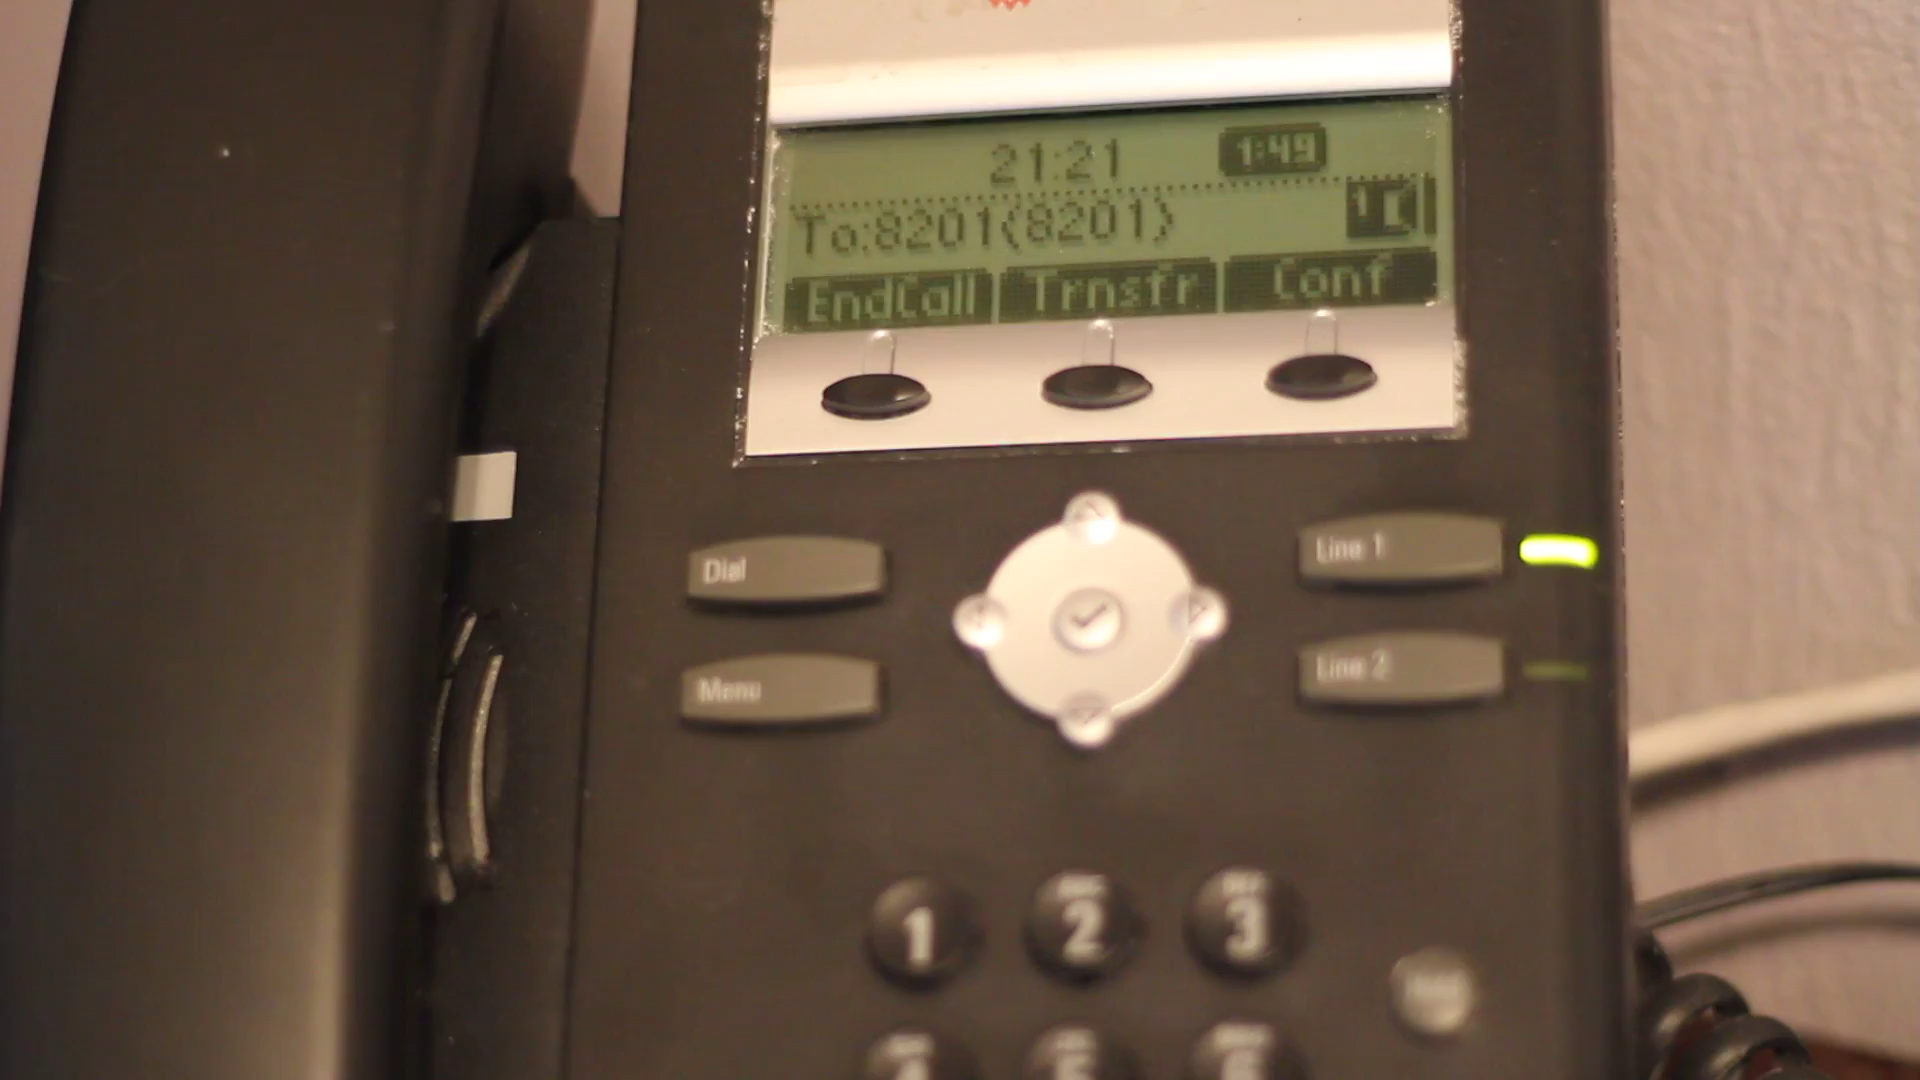 21:21 1:49
To:8201(8201)
EndCall Trnsfr Conf
Dial
Line 1
Menu
Line 2
1 2 3